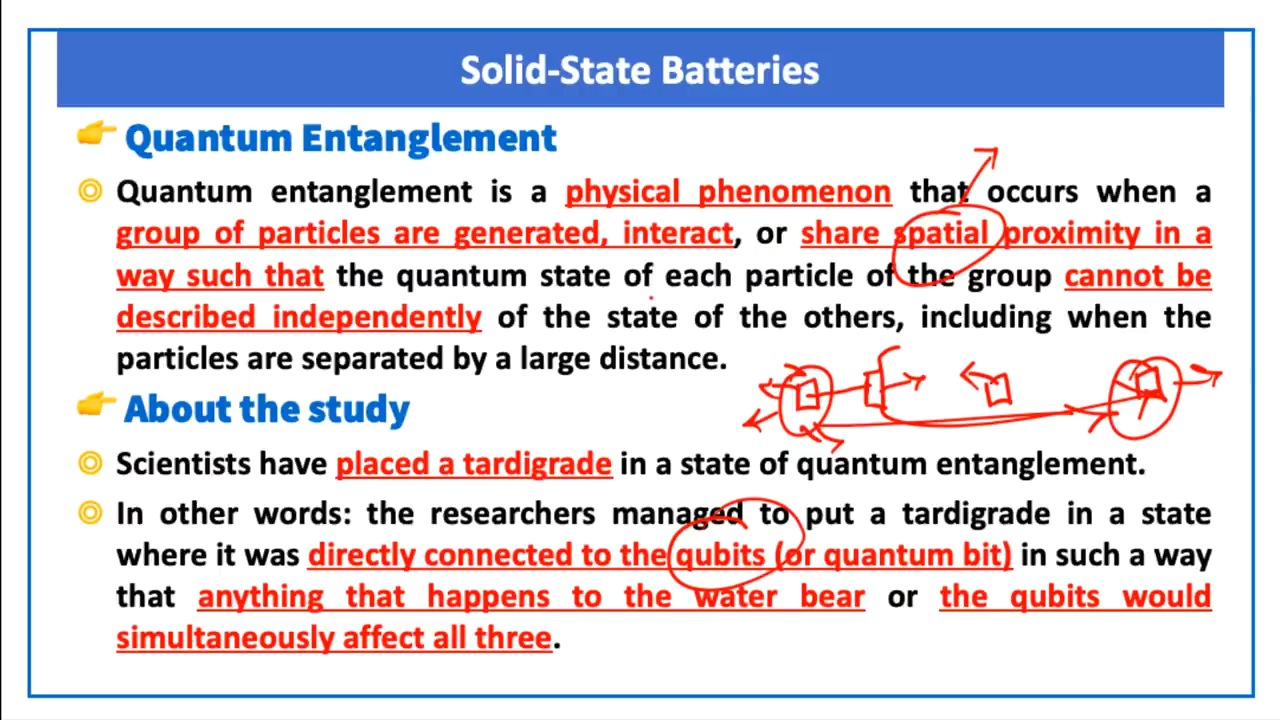 Solid-State Batteries
Quantum Entanglement
Quantum entanglement is a physical phenomenon that occurs when a
group of particles are generated, interact, or share spatial proximity in a
way such that the quantum state of each particle of the group cannot be
described independently of the state of the others, including when the
particles are separated by a large distance.
About the study
Scientists have placed a tardigrade in a state of quantum entanglement.
In other words: the researchers managed to put a tardigrade in a state
where it was directly connected to the qubits (or quantum bit) in such a way
that anything that happens to the water bear or the qubits would
simultaneously affect all three.